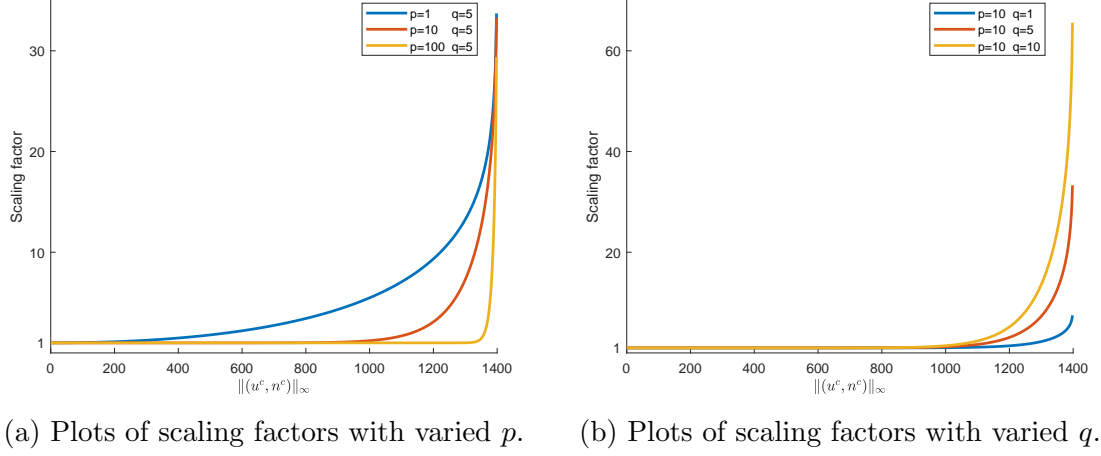 p=1 q=5
p=10 q=5
p=100 q=5
30
20
10
1
Scaling factor
0 200 400 600 800 1000 1200 1400
‖(u^c, n^c)‖_∞
(a) Plots of scaling factors with varied p.
p=10 q=1
p=10 q=5
p=10 q=10
60
40
20
1
Scaling factor
0 200 400 600 800 1000 1200 1400
‖(u^c, n^c)‖_∞
(b) Plots of scaling factors with varied q.